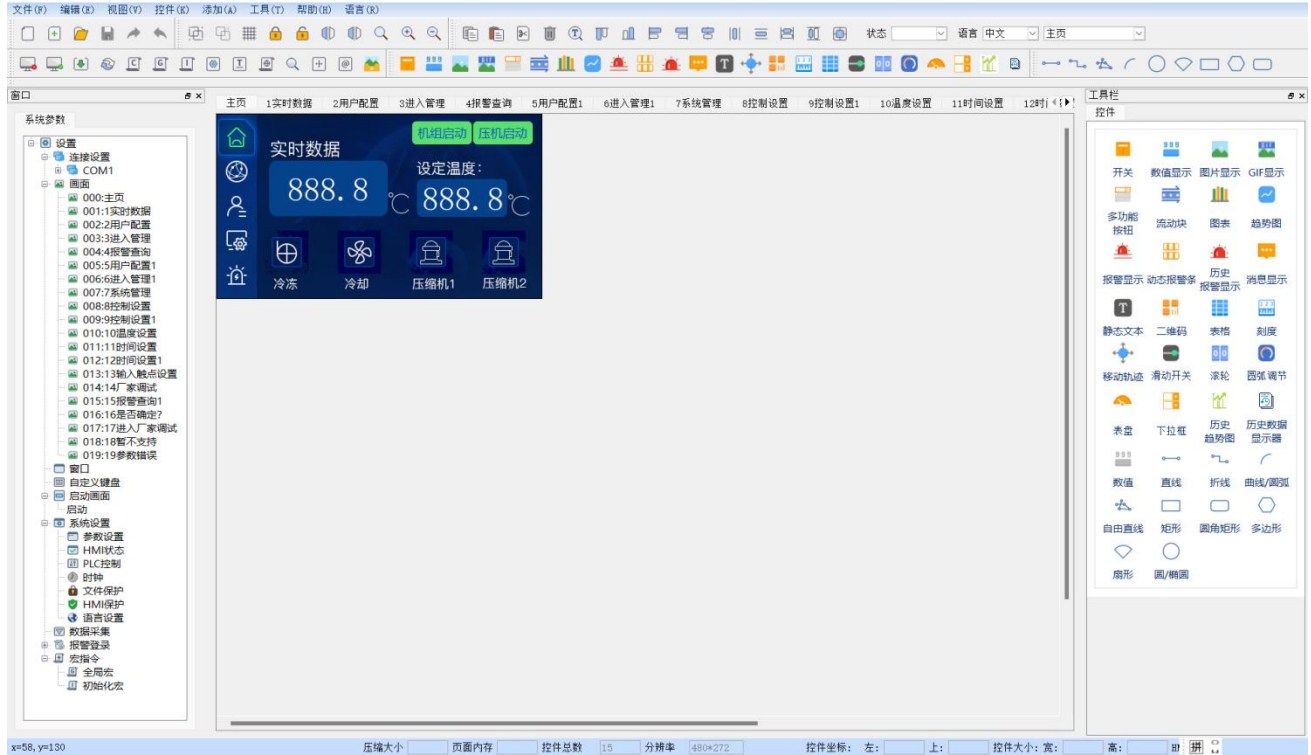 文件(F) 编辑(E) 视图(V) 控件(K) 添加(A) 工具(T) 帮助(H) 语言(R)
状态 语言 中文 主页
窗口
系统参数
设置
连接设置
COM1
画面
000:主页
001:1实时数据
002:2用户配置
003:3进入管理
004:4报警查询
005:5用户配置1
006:6进入管理1
007:7系统管理
008:8控制设置
009:9控制设置1
010:10温度设置
011:11时间设置
012:12时间设置1
013:13输入触点设置
014:14厂家调试
015:15报警查询1
016:16是否确定?
017:17进入厂家调试
018:18暂不支持
019:19参数错误
窗口
自定义键盘
启动画面
启动
系统设置
参数设置
HMI状态
PLC控制
时钟
文件保护
HMI保护
语言设置
数据采集
报警登录
宏指令
全局宏
初始化宏
主页 1实时数据 2用户配置 3进入管理 4报警查询 5用户配置1 6进入管理1 7系统管理 8控制设置 9控制设置1 10温度设置 11时间设置 12时
机组启动 压机启动
实时数据
设定温度:
888.8 ℃ 888.8 ℃
冷冻 冷却 压缩机1 压缩机2
工具栏
控件
开关 数值显示 图片显示 GIF显示
多功能按钮 流动块 图表 趋势图
报警显示 动态报警条 历史报警显示 消息显示
静态文本 二维码 表格 刻度
移动轨迹 滑动开关 滚轮 圆弧调节
表盘 下拉框 历史趋势图 历史数据显示器
数值 直线 折线 曲线/圆弧
自由直线 矩形 圆角矩形 多边形
扇形 圆/椭圆
x=58, y=130 压缩大小 页面内存 控件总数 15 分辨率 480*272 控件坐标: 左: 上: 控件大小: 宽: 高: 拼